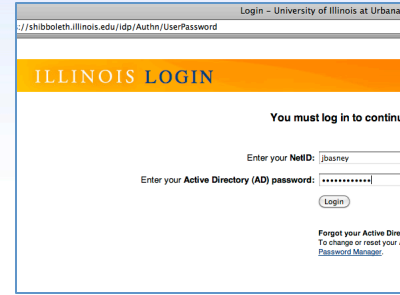 Login – University of Illinois at Urbana
://shibboleth.illinois.edu/idp/Authn/UserPassword
ILLINOIS LOGIN
You must log in to continu
Enter your NetID: jbasney
Enter your Active Directory (AD) password: ••••••••••••
Login
Forgot your Active Dire
To change or reset your
Password Manager.